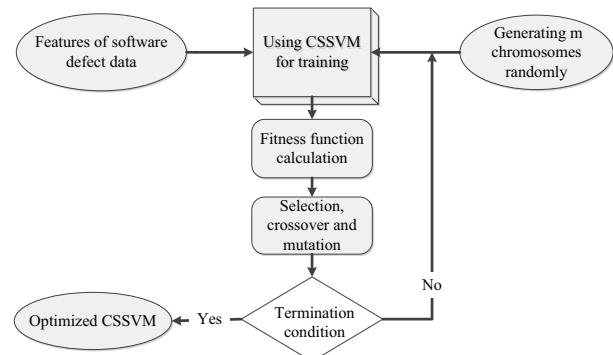 Features of software
defect data
Using CSSVM
for training
Generating m
chromosomes
randomly
Fitness function
calculation
Selection,
crossover and
mutation
No
Termination
condition
Yes
Optimized CSSVM